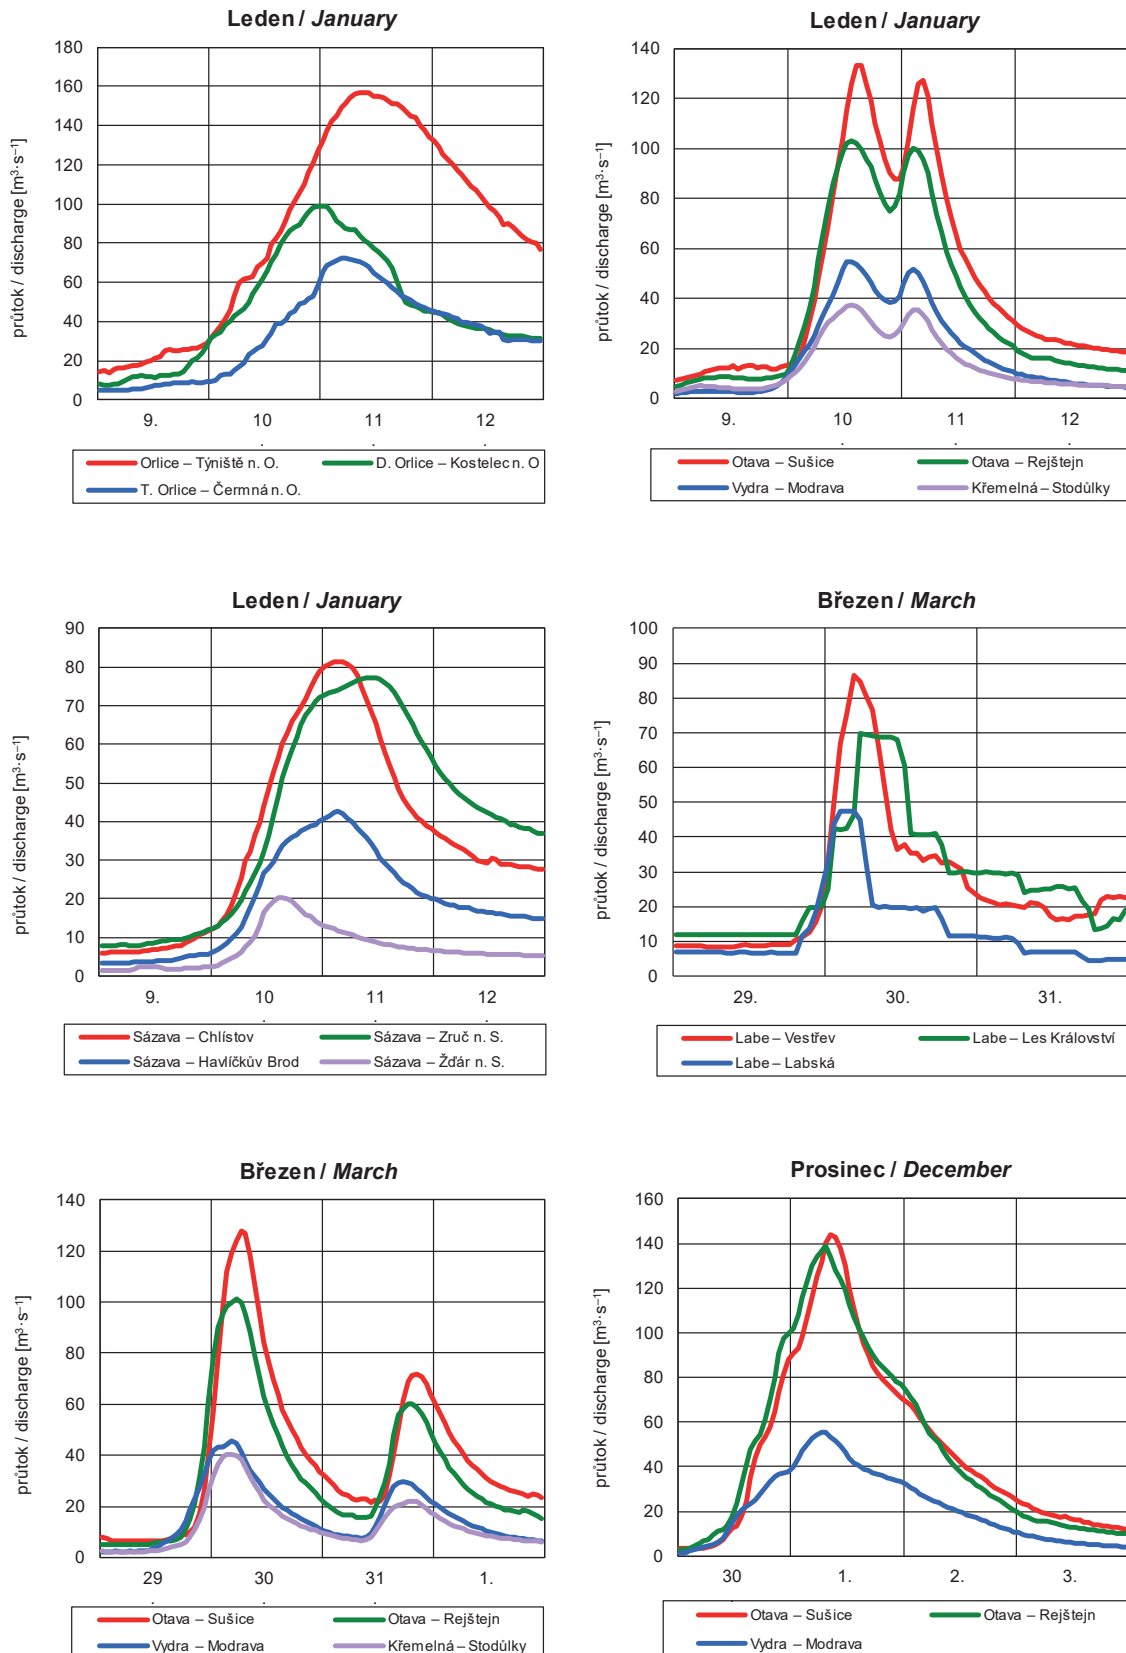 Leden / January
průtok / discharge [m³·s⁻¹]
180
160
140
120
100
80
60
40
20
0
9. 10 11 12
. . .
Orlice – Týniště n. O. D. Orlice – Kostelec n. O
T. Orlice – Čermná n. O.
Leden / January
průtok / discharge [m³·s⁻¹]
140
120
100
80
60
40
20
0
9. 10 11 12
. . .
Otava – Sušice Otava – Rejštejn
Vydra – Modrava Křemelná – Stodůlky
Leden / January
průtok / discharge [m³·s⁻¹]
90
80
70
60
50
40
30
20
10
0
9. 10 11 12
. . .
Sázava – Chlístov Sázava – Zruč n. S.
Sázava – Havlíčkův Brod Sázava – Žďár n. S.
Březen / March
průtok / discharge [m³·s⁻¹]
100
90
80
70
60
50
40
30
20
10
0
29. 30. 31.
Labe – Vestřev Labe – Les Království
Labe – Labská
Březen / March
průtok / discharge [m³·s⁻¹]
140
120
100
80
60
40
20
0
29 30 31 1.
. . .
Otava – Sušice Otava – Rejštejn
Vydra – Modrava Křemelná – Stodůlky
Prosinec / December
průtok / discharge [m³·s⁻¹]
160
140
120
100
80
60
40
20
0
30 1. 2. 3.
.
Otava – Sušice Otava – Rejštejn
Vydra – Modrava